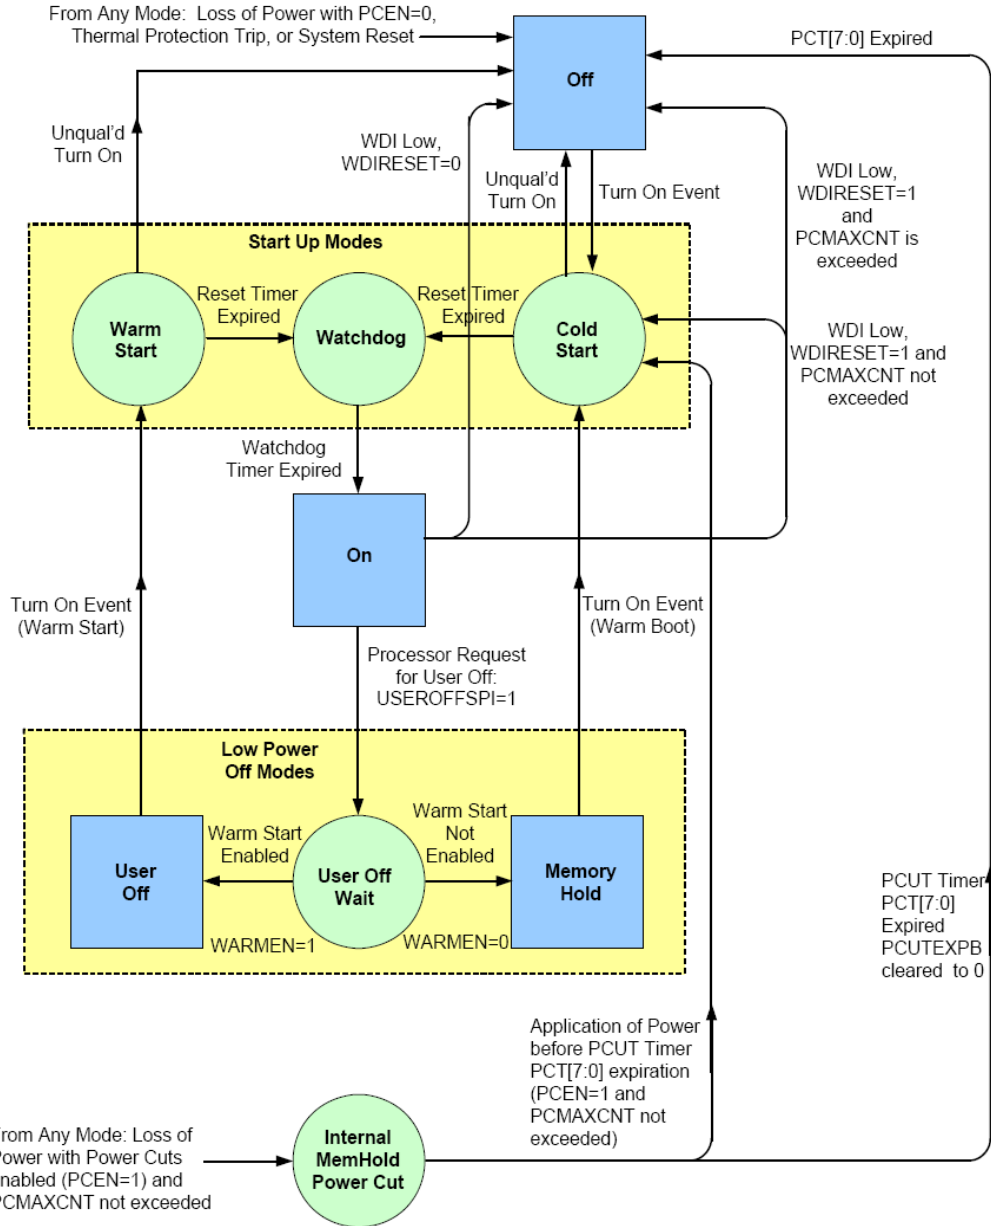 From Any Mode: Loss of Power with PCEN=0,
Thermal Protection Trip, or System Reset
Off
PCT[7:0] Expired
Unqual'd
Turn On
WDI Low,
WDIRESET=0
Unqual'd
Turn On
Turn On Event
WDI Low,
WDIRESET=1
and
PCMAXCNT is
exceeded
Start Up Modes
Warm
Start
Reset Timer
Expired
Watchdog
Reset Timer
Expired
Cold
Start
WDI Low,
WDIRESET=1 and
PCMAXCNT not
exceeded
Watchdog
Timer Expired
On
Turn On Event
(Warm Start)
Turn On Event
(Warm Boot)
Processor Request
for User Off:
USEROFFSPI=1
Low Power
Off Modes
User
Off
Warm Start
Enabled
WARMEN=1
User Off
Wait
Warm Start
Not
Enabled
WARMEN=0
Memory
Hold
PCUT Timer
PCT[7:0]
Expired
PCUTEXPB
cleared to 0
Application of Power
before PCUT Timer
PCT[7:0] expiration
(PCEN=1 and
PCMAXCNT not
exceeded)
From Any Mode: Loss of
Power with Power Cuts
enabled (PCEN=1) and
PCMAXCNT not exceeded
Internal
MemHold
Power Cut